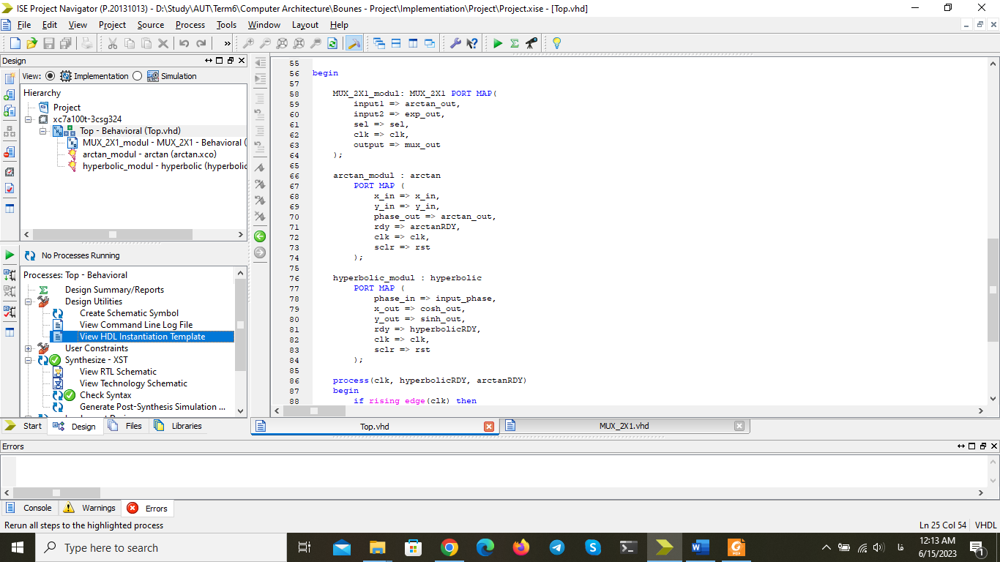 ISE Project Navigator (P.20131013) - D:\Study\AUT\Term6\Computer Architecture\Bounes - Project\Implementiation\Project\Project.xise - [Top.vhd]
File Edit View Project Source Process Tools Window Layout Help
»
Design
View: Implementation Simulation
Hierarchy
Project
xc7a100t-3csg324
Top - Behavioral (Top.vhd)
MUX_2X1_modul - MUX_2X1 - Behavioral (
arctan_modul - arctan (arctan.xco)
hyperbolic_modul - hyperbolic (hyperbolic
No Processes Running
Processes: Top - Behavioral
Design Summary/Reports
Design Utilities
Create Schematic Symbol
View Command Line Log File
View HDL Instantiation Template
User Constraints
Synthesize - XST
View RTL Schematic
View Technology Schematic
Check Syntax
Generate Post-Synthesis Simulation ...
Start Design Files Libraries
55
56 begin
57
58 MUX_2X1_modul: MUX_2X1 PORT MAP(
59 input1 => arctan_out,
60 input2 => exp_out,
61 sel => sel,
62 clk => clk,
63 output => mux_out
64 );
65
66 arctan_modul : arctan
67 PORT MAP (
68 x_in => x_in,
69 y_in => y_in,
70 phase_out => arctan_out,
71 rdy => arctanRDY,
72 clk => clk,
73 sclr => rst
74 );
75
76 hyperbolic_modul : hyperbolic
77 PORT MAP (
78 phase_in => input_phase,
79 x_out => cosh_out,
80 y_out => sinh_out,
81 rdy => hyperbolicRDY,
82 clk => clk,
83 sclr => rst
84 );
85
86 process(clk, hyperbolicRDY, arctanRDY)
87 begin
88 if rising_edge(clk) then
Top.vhd MUX_2X1.vhd
Errors
Console Warnings Errors
Rerun all steps to the highlighted process
Ln 25 Col 54 VHDL
Type here to search
فا
12:13 AM
6/15/2023
1